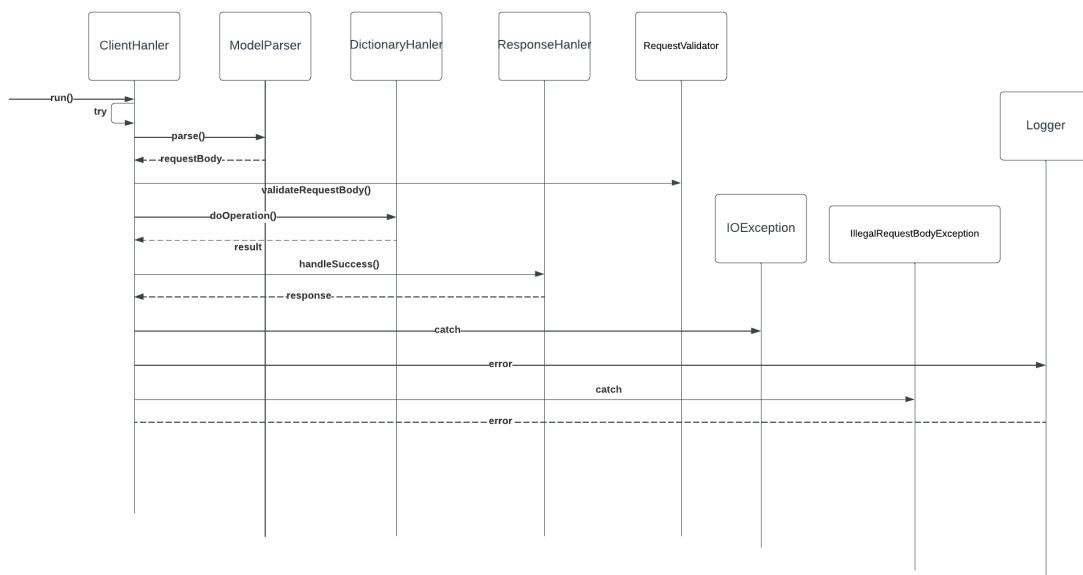 ClientHanler
ModelParser
DictionaryHanler
ResponseHanler
RequestValidator
run()
try
Logger
parse()
requestBody
validateRequestBody()
doOperation()
IOException
IllegalRequestBodyException
result
handleSuccess()
response
catch
error
catch
error